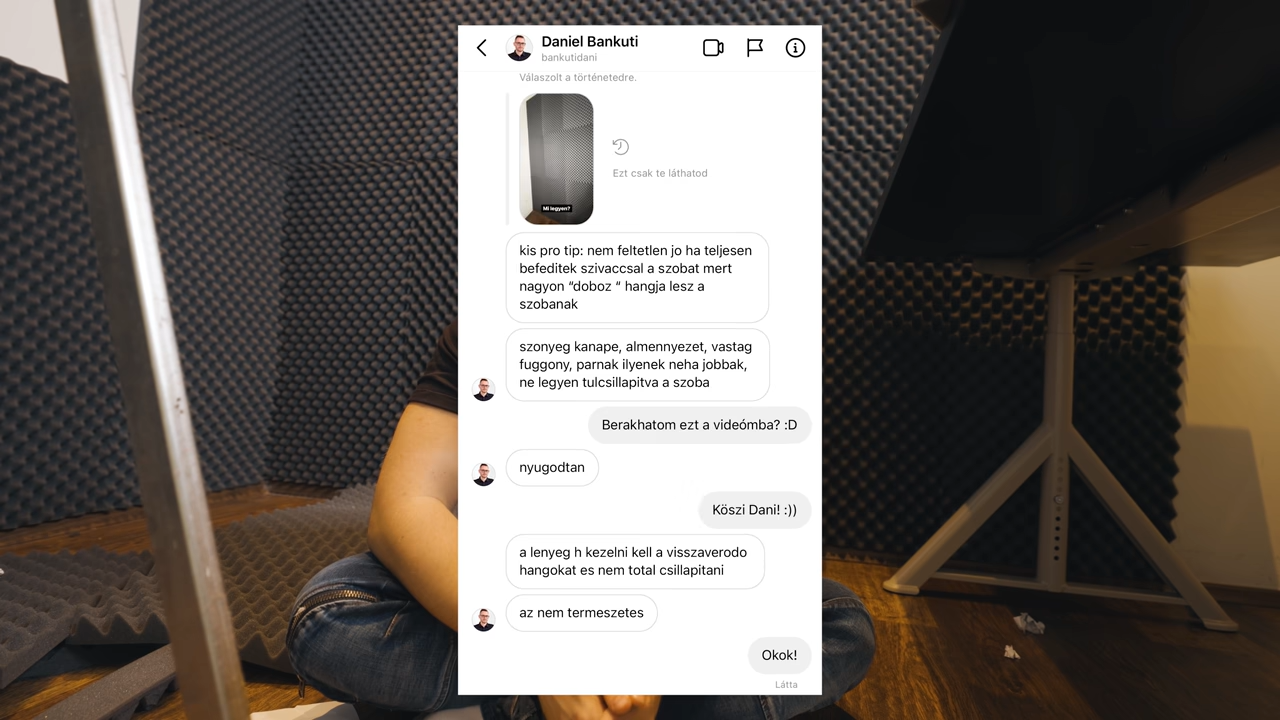 Daniel Bankuti
bankutidani
Válaszolt a történetedre.
Mi legyen?
Ezt csak te láthatod
kis pro tip: nem feltetlen jo ha teljesen
befeditek szivaccsal a szobat mert
nagyon “doboz “ hangja lesz a
szobanak
szonyeg kanape, almennyezet, vastag
fuggony, parnak ilyenek neha jobbak,
ne legyen tulcsillapitva a szoba
Berakhatom ezt a videómba? :D
nyugodtan
Köszi Dani! :))
a lenyeg h kezelni kell a visszaverodo
hangokat es nem total csillapitani
az nem termeszetes
Okok!
Látta